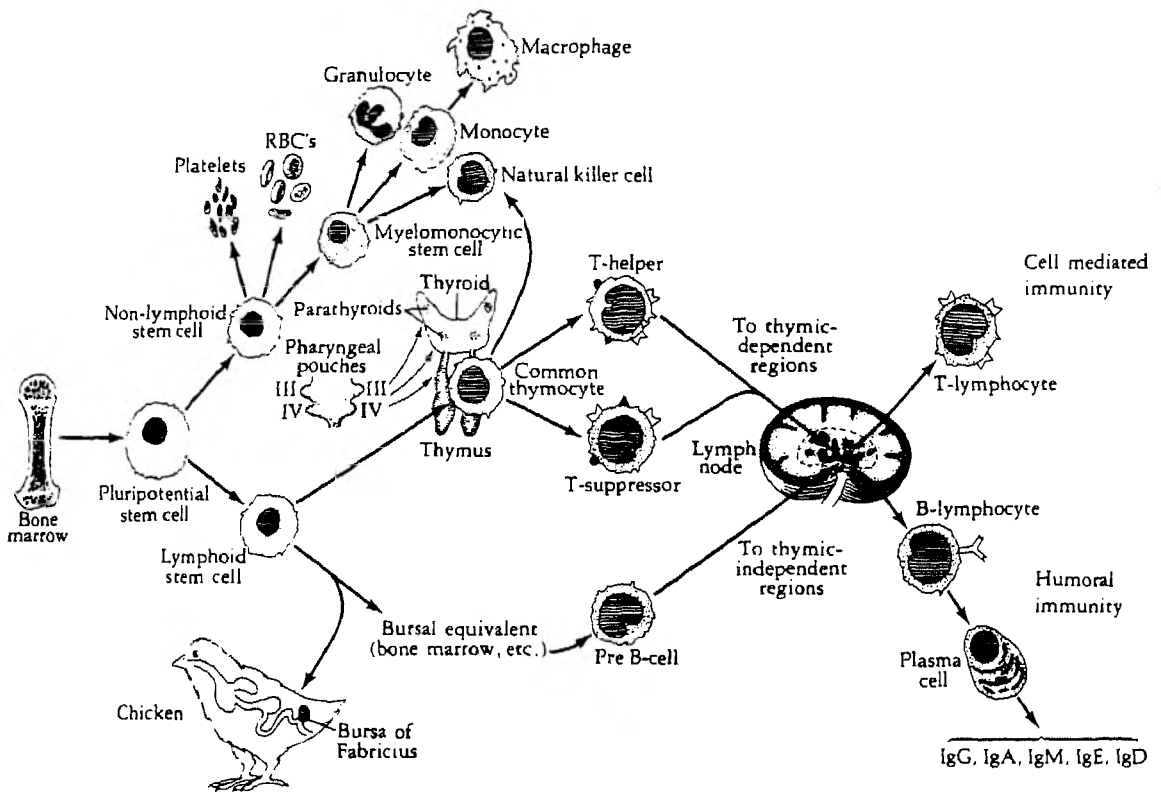 Macrophage
Granulocyte
Monocyte
RBC's
Platelets
Natural killer cell
Myelomonocytic
stem cell
Non-lymphoid
stem cell
Thyroid
Parathyroids
Pharyngeal
pouches
III III
IV IV
Common
thymocyte
Thymus
T-helper
T-suppressor
To thymic-
dependent
regions
Cell mediated
immunity
T-lymphocyte
Lymph
node
Bone
marrow
Pluripotential
stem cell
Lymphoid
stem cell
B-lymphocyte
To thymic-
independent
regions
Humoral
immunity
Bursal equivalent
(bone marrow, etc.)
Pre B-cell
Plasma
cell
Chicken
Bursa of
Fabricius
IgG, IgA, IgM, IgE, IgD